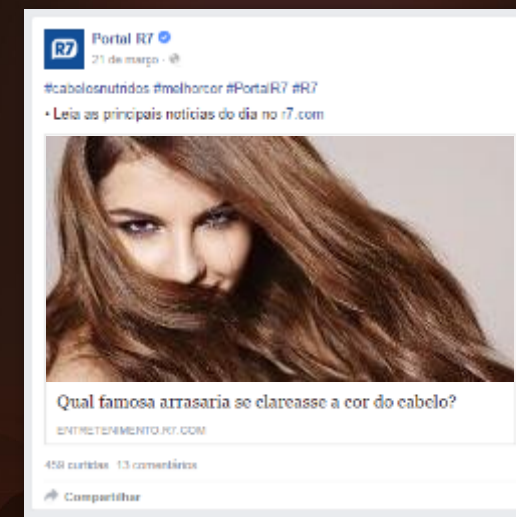 R7
Portal R7
21 de março
#cabelosnutridos #melhorcor #PortalR7 #R7
• Leia as principais notícias do dia no r7.com
Qual famosa arrasaria se clareasse a cor do cabelo?
ENTRETENIMENTO.R7.COM
459 curtidas 13 comentários
Compartilhar